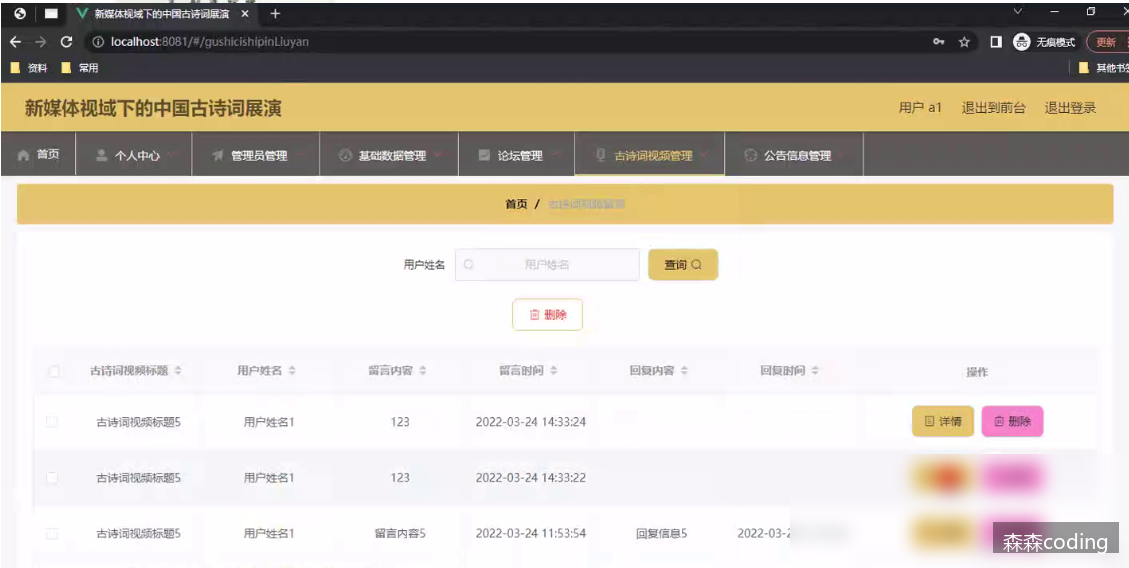 新媒体视域下的中国古诗词展演
localhost:8081/#/gushicishipinLiuyan
无痕模式 更新
资料 常用
新媒体视域下的中国古诗词展演 用户 a1 退出到前台 退出登录
首页 个人中心 管理员管理 基础数据管理 论坛管理 古诗词视频管理 公告信息管理
首页 / 古诗词视频留言
用户姓名 用户姓名 查询
删除
古诗词视频标题 用户姓名 留言内容 留言时间 回复内容 回复时间 操作
古诗词视频标题5 用户姓名1 123 2022-03-24 14:33:24 详情 删除
古诗词视频标题5 用户姓名1 123 2022-03-24 14:33:22
古诗词视频标题5 用户姓名1 留言内容5 2022-03-24 11:53:54 回复信息5 2022-03-2
森森coding